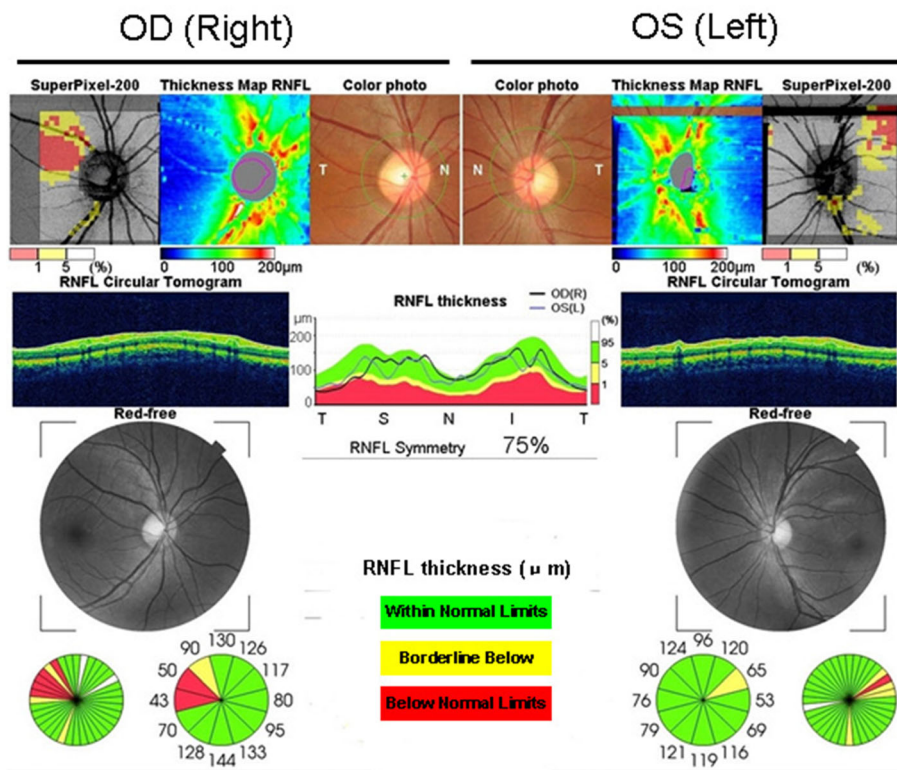 OD (Right)
OS (Left)
SuperPixel-200
Thickness Map RNFL
Color photo
Color photo
Thickness Map RNFL
SuperPixel-200
T
N
N
T
1 5 (%)
0 100 200μm
0 100 200μm
1 5 (%)
RNFL Circular Tomogram
RNFL Circular Tomogram
RNFL thickness
OD(R)
OS(L)
μm
200
100
0
(%)
95
5
1
T S N I T
RNFL Symmetry 75%
Red-free
Red-free
RNFL thickness (μm)
Within Normal Limits
Borderline Below
Below Normal Limits
130
90 126
50 117
43 80
70 95
128 133
144
96
124 120
90 65
76 53
79 69
121 116
119